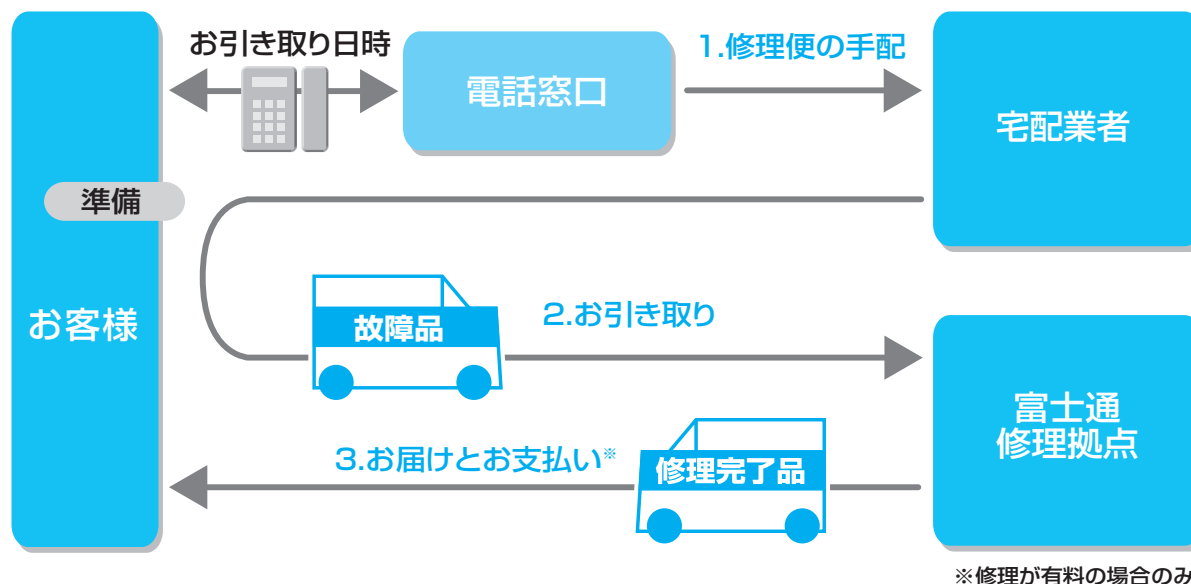 お引き取り日時
電話窓口
1.修理便の手配
宅配業者
準備
お客様
故障品
2.お引き取り
富士通
修理拠点
3.お届けとお支払い※
修理完了品
※修理が有料の場合のみ